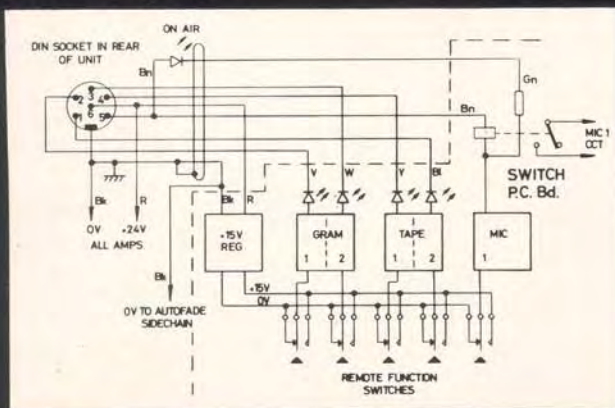 ON AIR
DIN SOCKET IN REAR
OF UNIT
Bn
Gn
2 3 4
1 6 5
Bn
MIC 1
CCT
SWITCH
P.C. Bd.
Bk
R
V
W
Y
Bl
Bk
R
0V
+24V
ALL AMPS
Bk
+15V
REG
GRAM
1 2
TAPE
1 2
MIC
1
+15V
0V
0V TO AUTOFADE
SIDECHAIN
REMOTE FUNCTION
SWITCHES